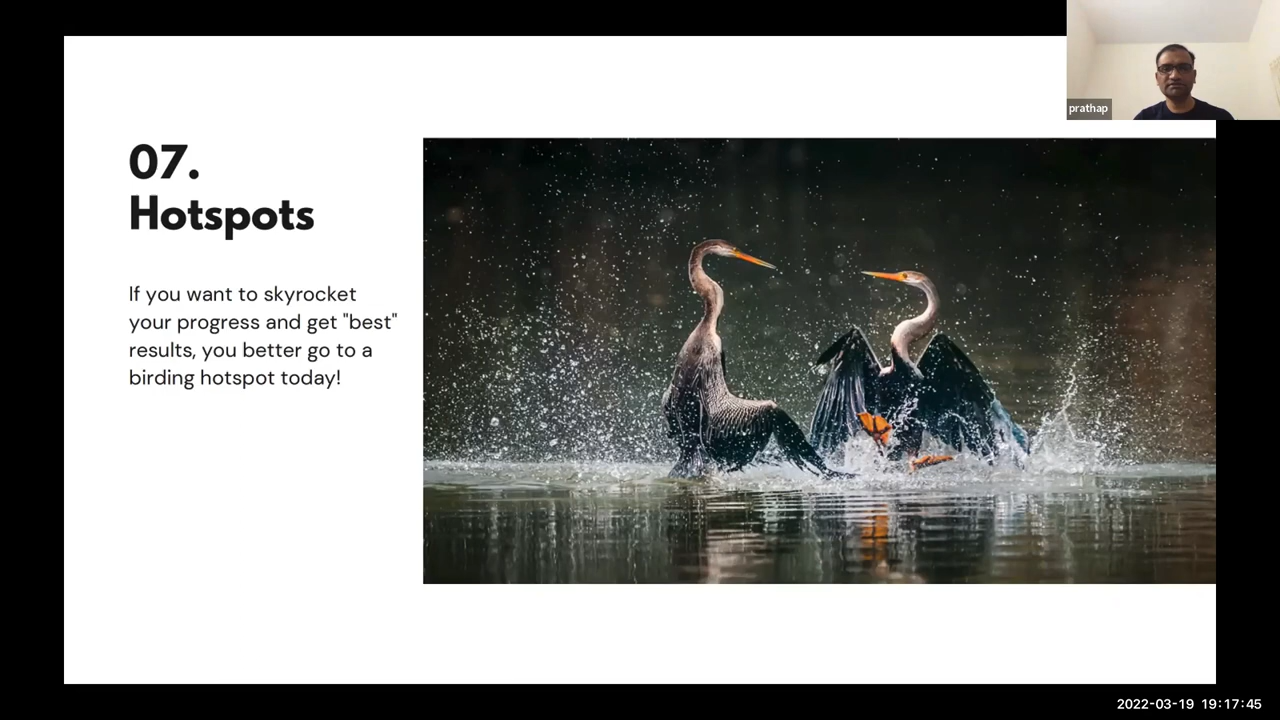 prathap
07.
Hotspots
If you want to skyrocket
your progress and get "best"
results, you better go to a
birding hotspot today!
2022-03-19 19:17:45